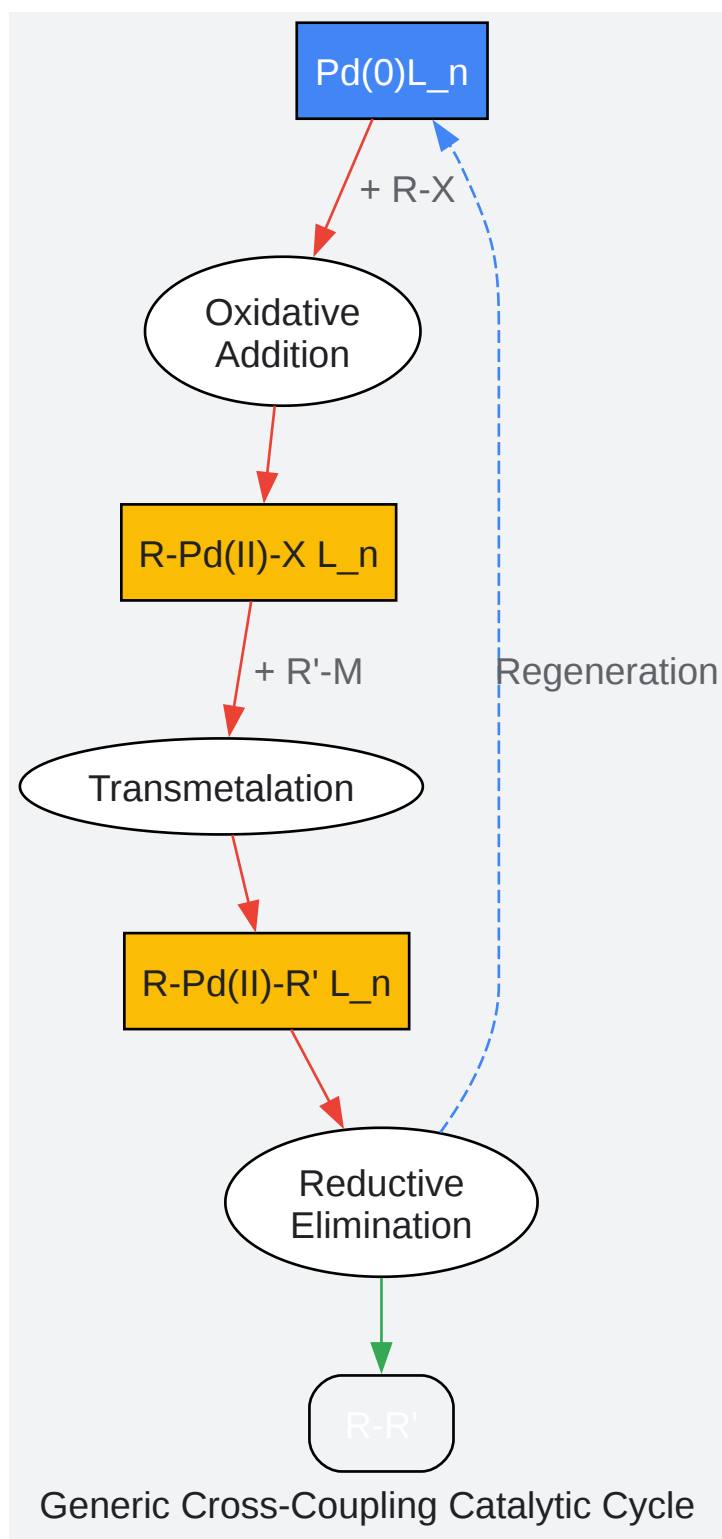 Pd(0)L_n
+ R-X
Oxidative
Addition
R-Pd(II)-X L_n
+ R'-M
Regeneration
Transmetalation
R-Pd(II)-R' L_n
Reductive
Elimination
R-R'
Generic Cross-Coupling Catalytic Cycle